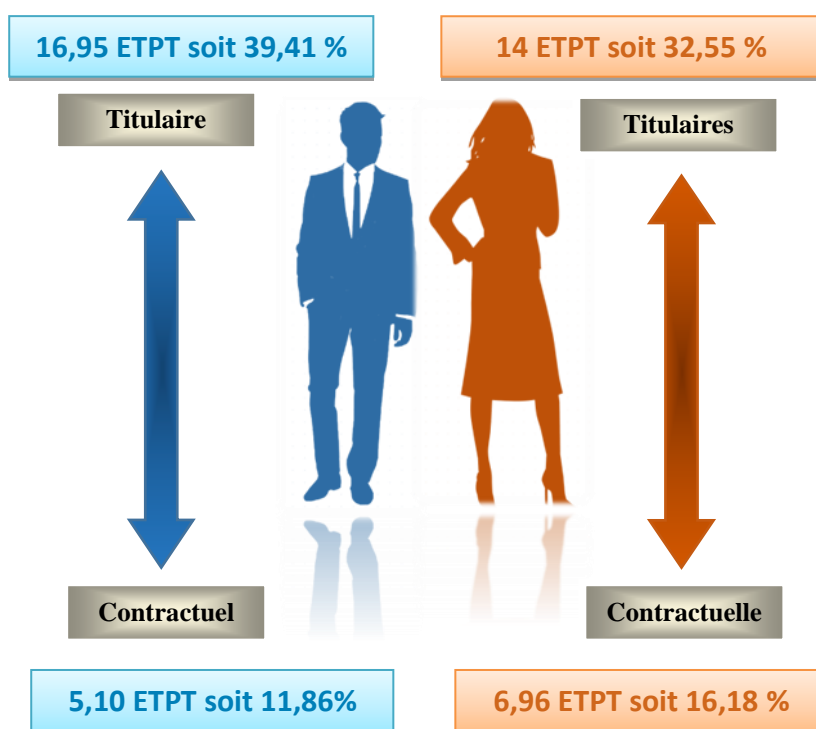 16,95 ETPT soit 39,41 %
14 ETPT soit 32,55 %
Titulaire
Titulaires
Contractuel
Contractuelle
5,10 ETPT soit 11,86%
6,96 ETPT soit 16,18 %